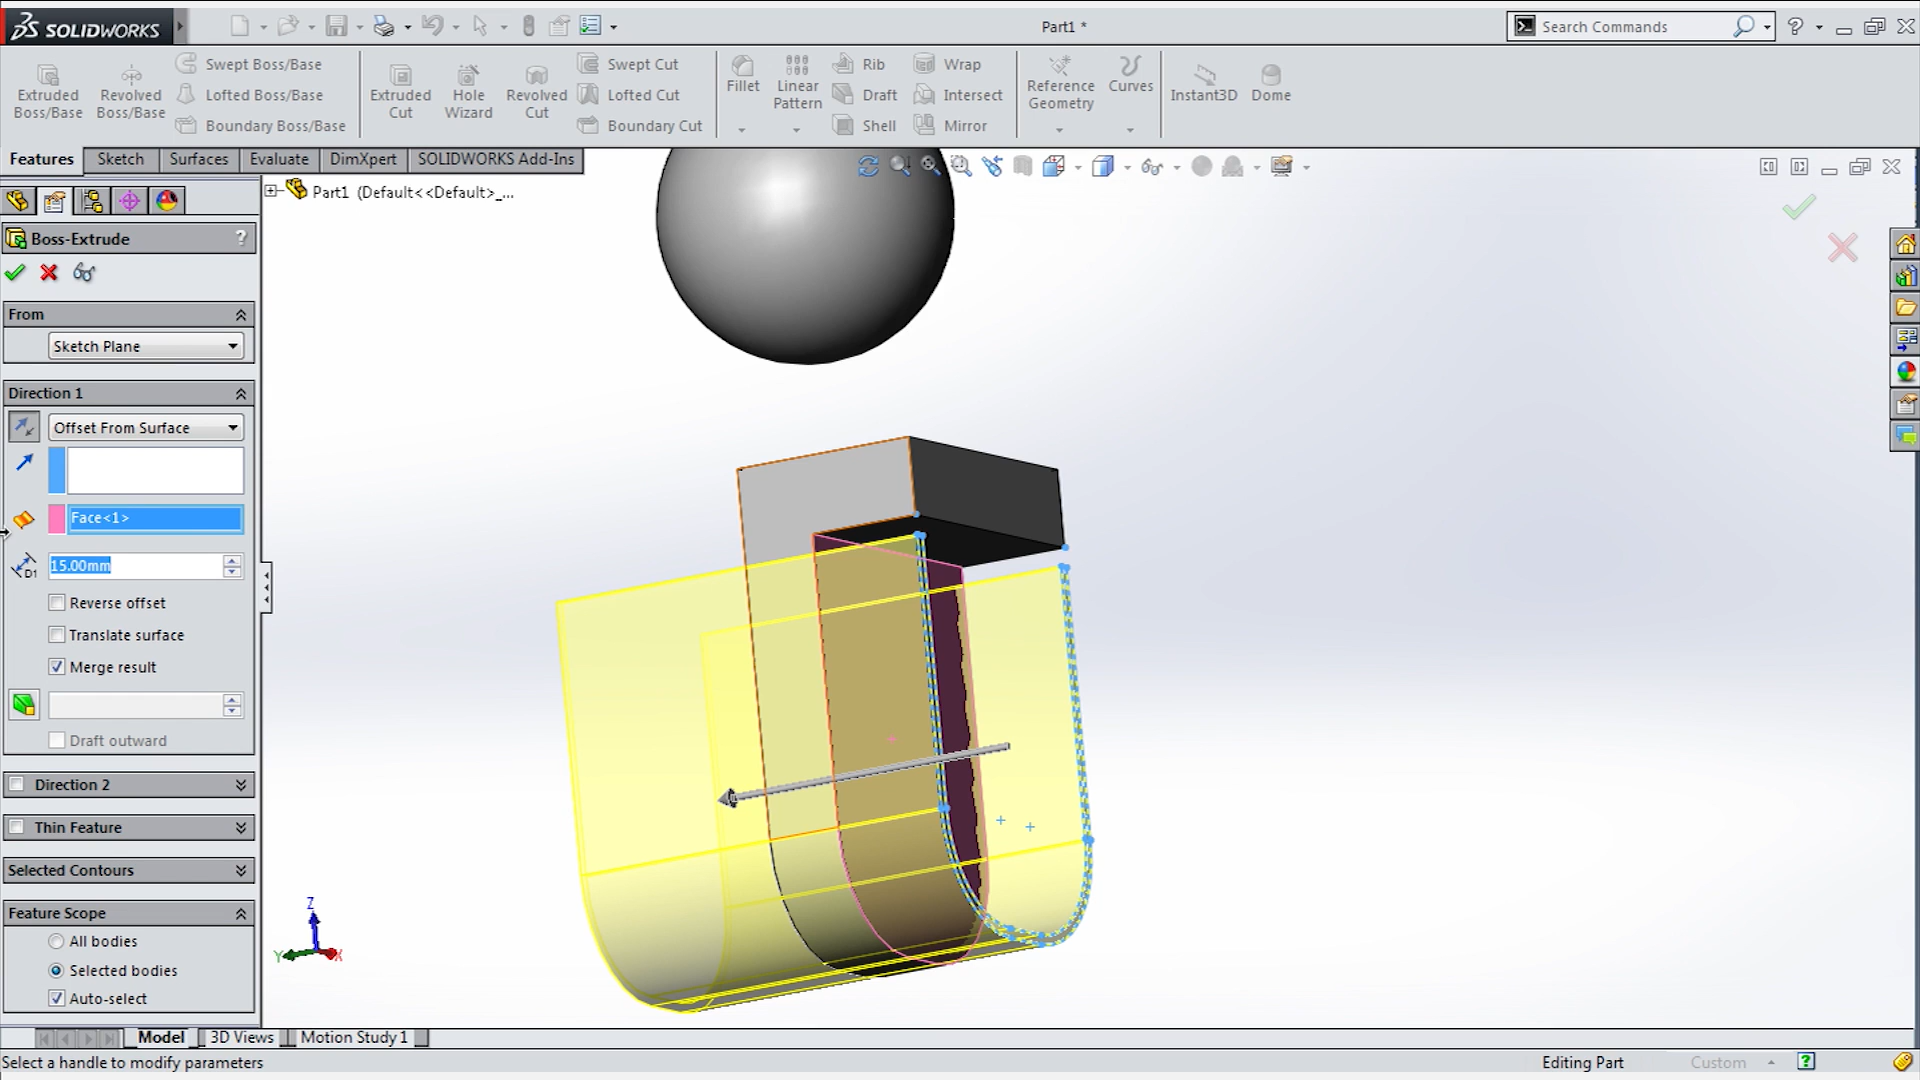 SOLIDWORKS
Part1 *
Search Commands
?
Extruded Boss/Base
Revolved Boss/Base
Swept Boss/Base
Lofted Boss/Base
Boundary Boss/Base
Extruded Cut
Hole Wizard
Revolved Cut
Swept Cut
Lofted Cut
Boundary Cut
Fillet
Linear Pattern
Rib
Draft
Shell
Wrap
Intersect
Mirror
Reference Geometry
Curves
Instant3D
Dome
Features
Sketch
Surfaces
Evaluate
DimXpert
SOLIDWORKS Add-Ins
Part1 (Default<<Default>_...
Boss-Extrude
?
From
Sketch Plane
Direction 1
Offset From Surface
Face<1>
D1
15.00mm
Reverse offset
Translate surface
Merge result
Draft outward
Direction 2
Thin Feature
Selected Contours
Feature Scope
All bodies
Selected bodies
Auto-select
Z
Y
X
Model
3D Views
Motion Study 1
Select a handle to modify parameters
Editing Part
Custom
?